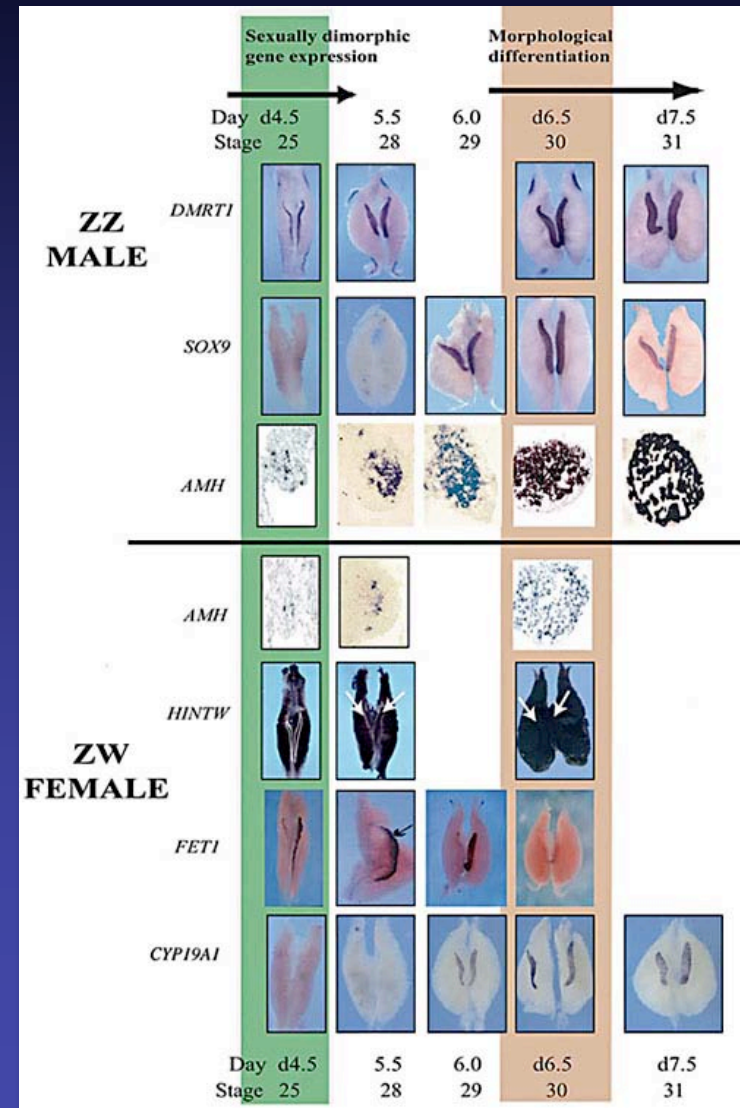 Sexually dimorphic
gene expression
Morphological
differentiation
Day d4.5 5.5 6.0 d6.5 d7.5
Stage 25 28 29 30 31
ZZ
MALE
DMRT1
SOX9
AMH
AMH
HINTW
ZW
FEMALE
FET1
CYP19A1
Day d4.5 5.5 6.0 d6.5 d7.5
Stage 25 28 29 30 31